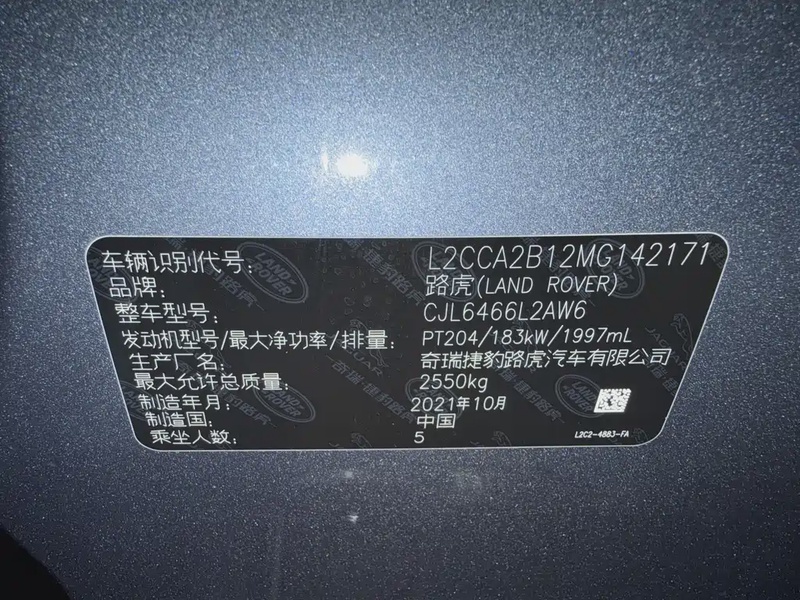 车辆识别代号: L2CCA2B12MG142171
品牌: 路虎(LAND ROVER)
整车型号: CJL6466L2AW6
发动机型号/最大净功率/排量: PT204/183kW/1997mL
生产厂名: 奇瑞捷豹路虎汽车有限公司
最大允许总质量: 2550kg
制造年月: 2021年10月
制造国: 中国
乘坐人数: 5
L2C2-4883-FA